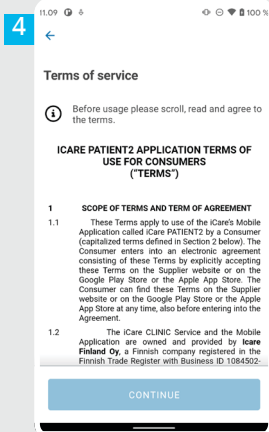 4
11.09
100 %
Terms of service
Before usage please scroll, read and agree to
the terms.
ICARE PATIENT2 APPLICATION TERMS OF
USE FOR CONSUMERS
("TERMS")
1 SCOPE OF TERMS AND TERM OF AGREEMENT
1.1 These Terms apply to use of the iCare's Mobile
Application called iCare PATIENT2 by a Consumer
(capitalized terms defined in Section 2 below). The
Consumer enters into an electronic agreement
consisting of these Terms by explicitly accepting
these Terms on the Supplier website or on the
Google Play Store or the Apple App Store. The
Consumer can find these Terms on the Supplier
website or on the Google Play Store or the Apple
App Store at any time, also before entering into the
Agreement.
1.2 The iCare CLINIC Service and the Mobile
Application are owned and provided by Icare
Finland Oy, a Finnish company registered in the
Finnish Trade Register with Business ID 1084502-
CONTINUE